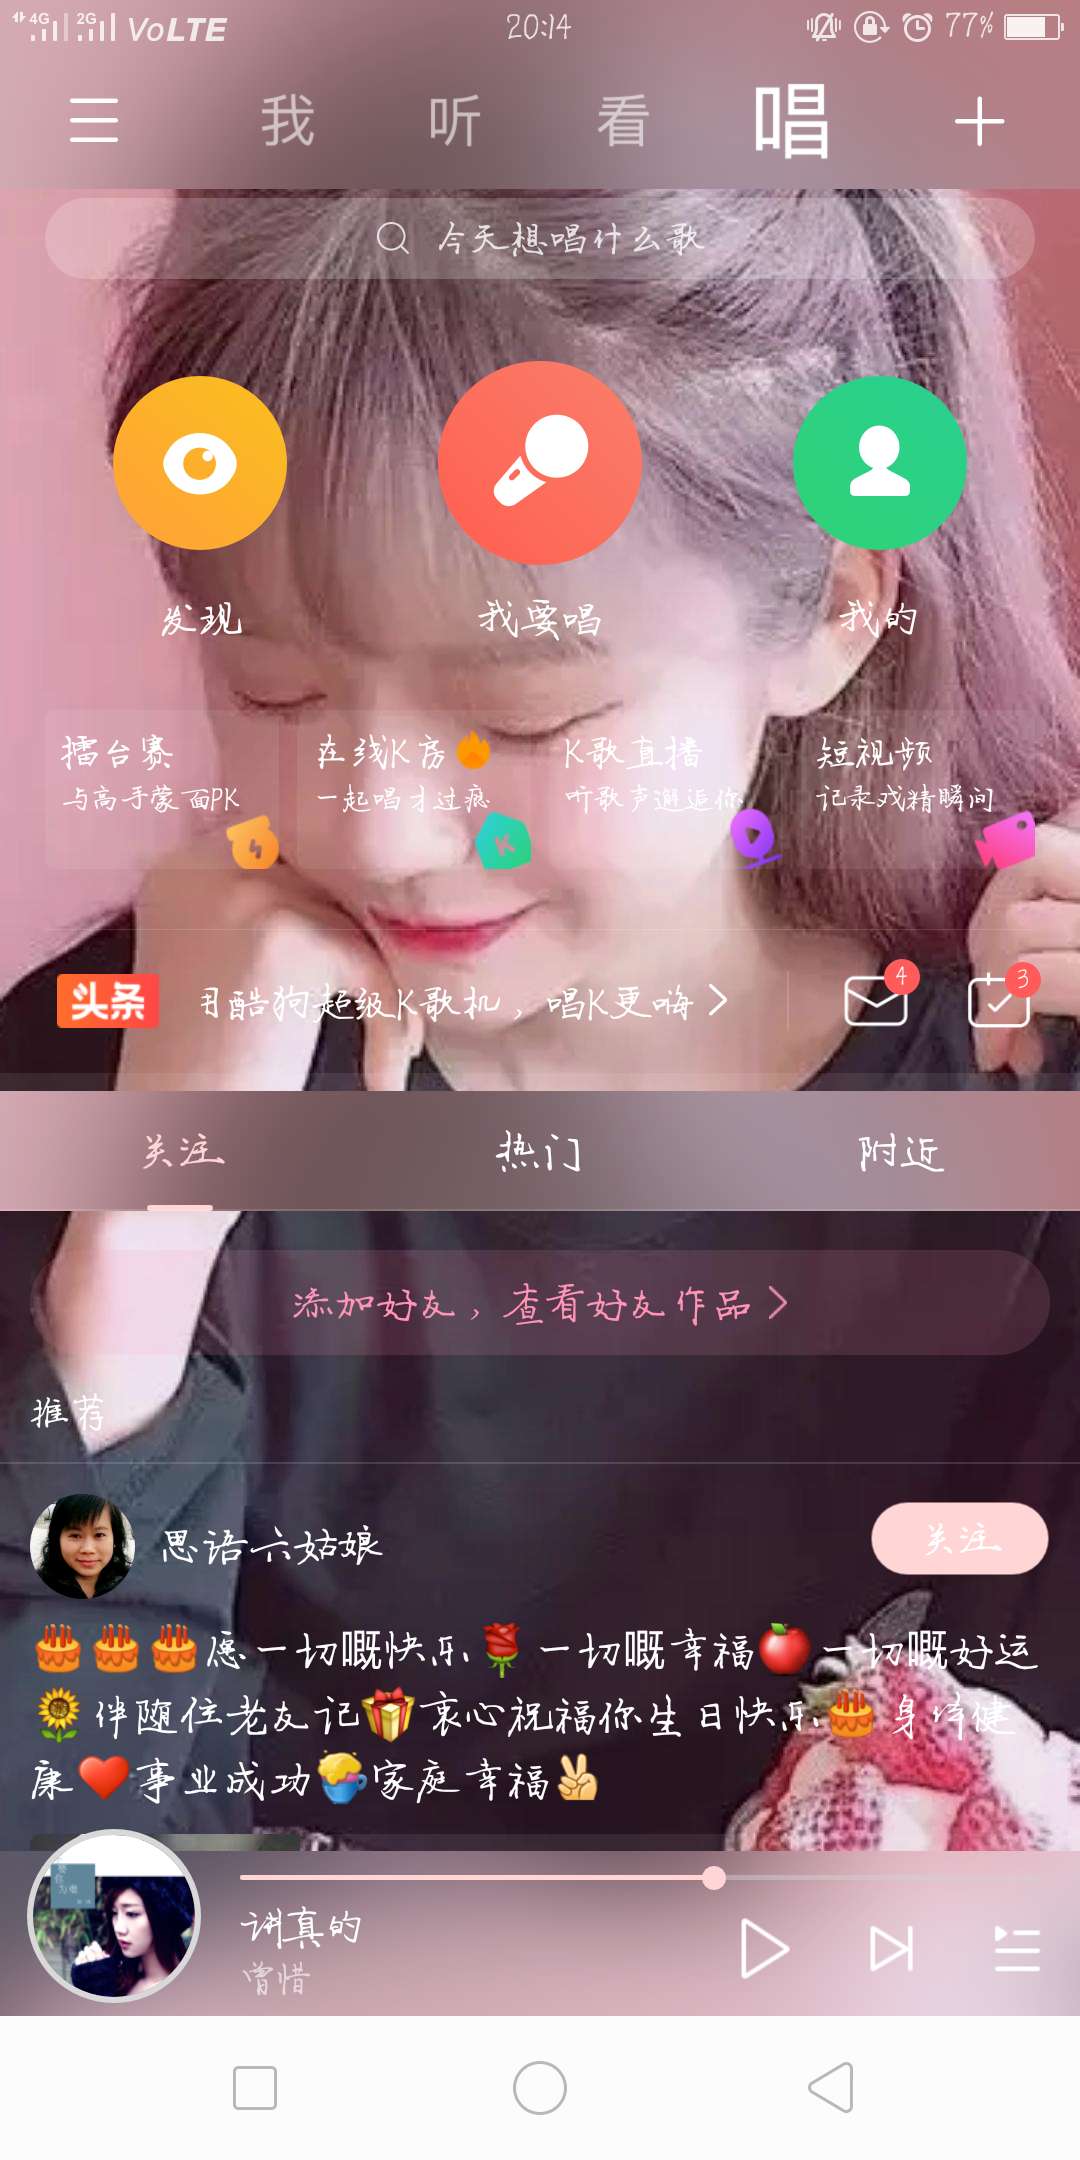 4G 2G VoLTE 20:14 77%
我 听 看 唱
今天想唱什么歌
发现 我要唱 我的
擂台赛 在线K房 K歌直播 短视频
与高手蒙面PK 一起唱才过瘾 听歌声邂逅你 记录戏精瞬间
K
头条 用酷狗超级K歌机，唱K更嗨 4 3
关注 热门 附近
添加好友，查看好友作品
推荐
思语六姑娘 关注
🎂🎂🎂愿一切嘅快乐🌹一切嘅幸福🍎一切嘅好运
🌻伴随住老友记🎁衷心祝福你生日快乐🎂身体健
康❤️事业成功🍧家庭幸福✌
讲真的
曾惜